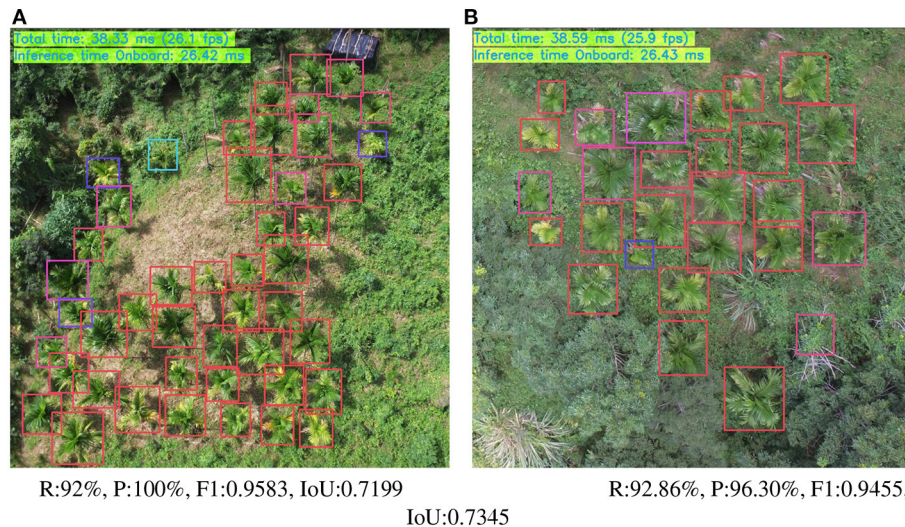 A
B
Total time: 38.33 ms (26.1 fps)
Inference time Onboard: 26.42 ms
Total time: 38.59 ms (25.9 fps)
Inference time Onboard: 26.43 ms
R:92%, P:100%, F1:0.9583, IoU:0.7199
R:92.86%, P:96.30%, F1:0.9455,
IoU:0.7345